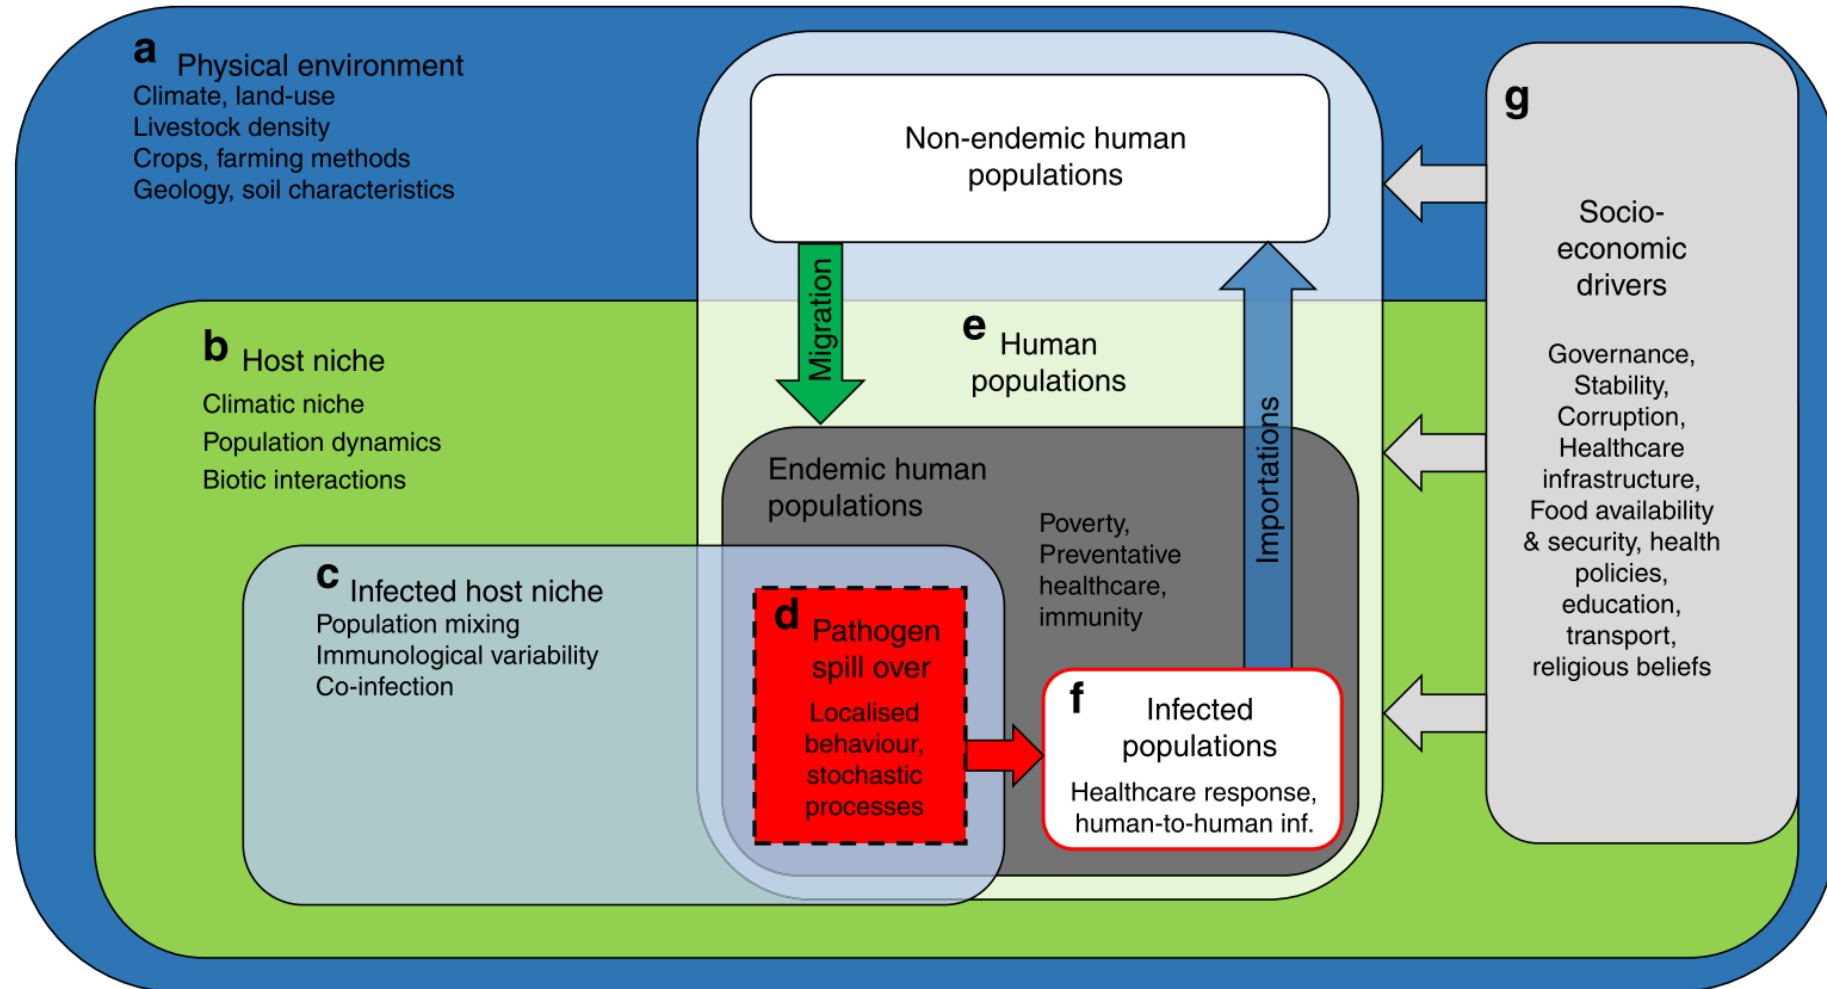 a Physical environment
Climate, land-use
Livestock density
Crops, farming methods
Geology, soil characteristics
Non-endemic human
populations
Migration
Importations
b Host niche
Climatic niche
Population dynamics
Biotic interactions
e Human
populations
Endemic human
populations
Poverty,
Preventative
healthcare,
immunity
c Infected host niche
Population mixing
Immunological variability
Co-infection
d Pathogen
spill over
Localised
behaviour,
stochastic
processes
f Infected
populations
Healthcare response,
human-to-human inf.
g
Socio-
economic
drivers
Governance,
Stability,
Corruption,
Healthcare
infrastructure,
Food availability
& security, health
policies,
education,
transport,
religious beliefs